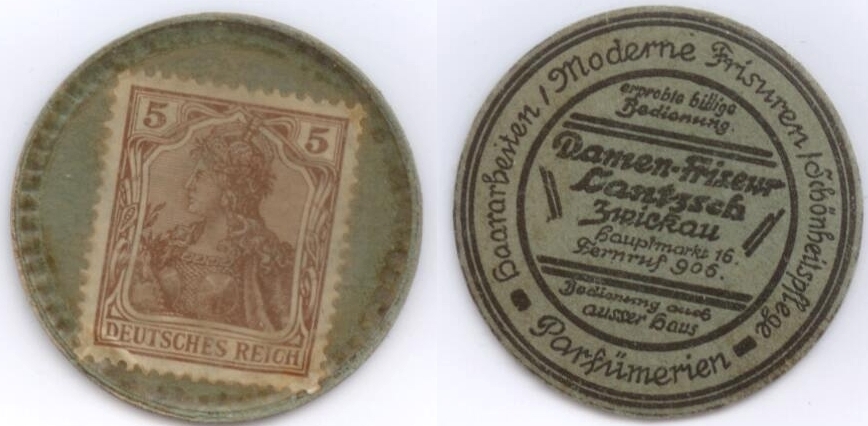 5 5
DEUTSCHES REICH
Haararbeiten / Moderne Frisuren / Schönheitspflege
Parfümerien
erprobte billige
Bedienung.
Damen-Friseur
Lantzsch
Zwickau
Hauptmarkt 16.
Fernruf 906.
Bedienung auch
ausser Haus